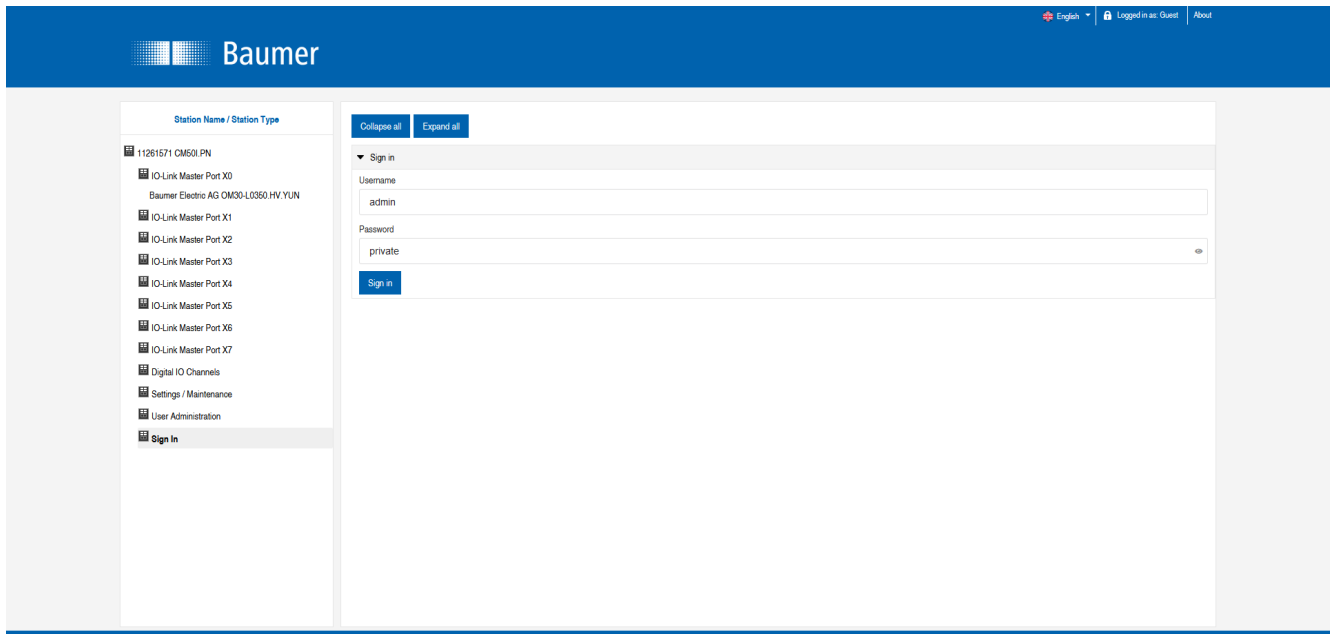 English
Logged in as: Guest
About
Baumer
Station Name / Station Type
11261571 CM50I.PN
IO-Link Master Port X0
Baumer Electric AG OM30-L0350.HV.YUN
IO-Link Master Port X1
IO-Link Master Port X2
IO-Link Master Port X3
IO-Link Master Port X4
IO-Link Master Port X5
IO-Link Master Port X6
IO-Link Master Port X7
Digital IO Channels
Settings / Maintenance
User Administration
Sign In
Collapse all
Expand all
Sign in
Username
admin
Password
private
Sign in